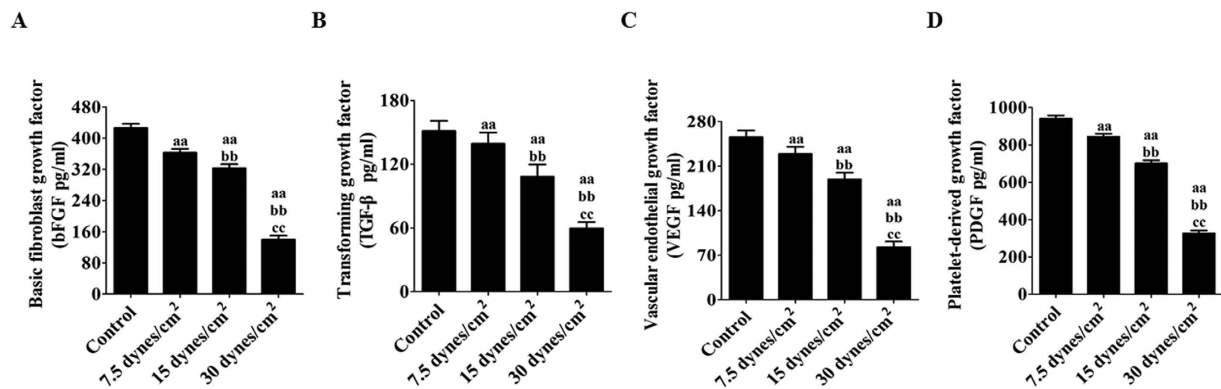 A
Basic fibroblast growth factor
(bFGF pg/ml)
480
400
320
240
160
80
0
aa
aa
bb
aa
bb
cc
Control
7.5 dynes/cm²
15 dynes/cm²
30 dynes/cm²
B
Transforming growth factor
(TGF-β pg/ml)
180
120
60
0
aa
aa
bb
aa
bb
cc
Control
7.5 dynes/cm²
15 dynes/cm²
30 dynes/cm²
C
Vascular endothelial growth factor
(VEGF pg/ml)
280
210
140
70
0
aa
aa
bb
aa
bb
cc
Control
7.5 dynes/cm²
15 dynes/cm²
30 dynes/cm²
D
Platelet-derived growth factor
(PDGF pg/ml)
1000
800
600
400
200
0
aa
aa
bb
aa
bb
cc
Control
7.5 dynes/cm²
15 dynes/cm²
30 dynes/cm²